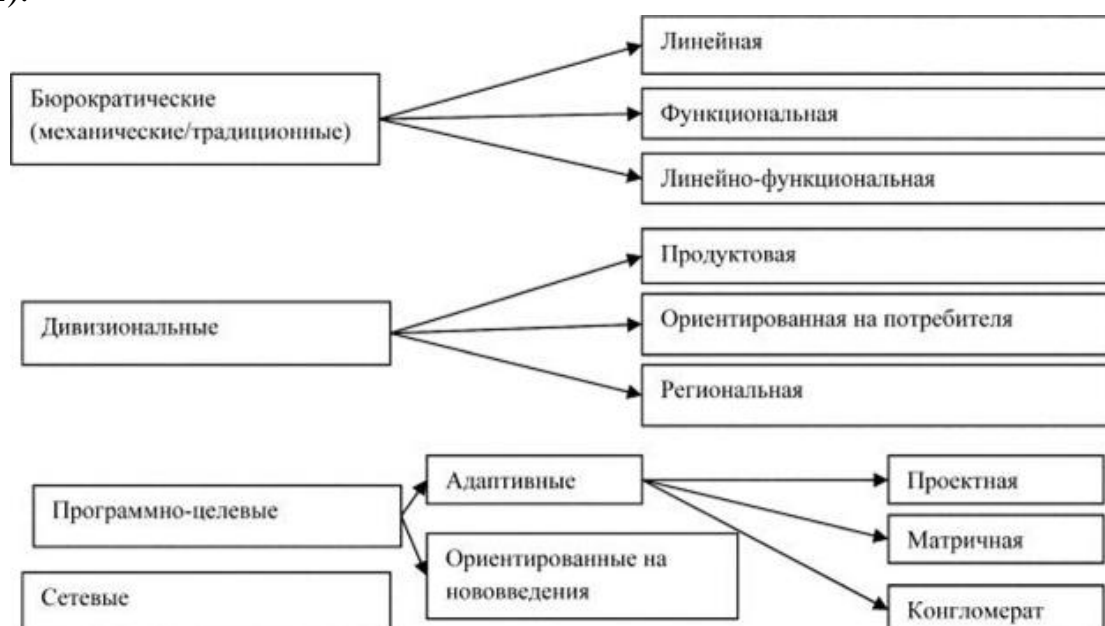 Линейная
Бюрократические
(механические/традиционные)
Функциональная
Линейно-функциональная
Продуктовая
Дивизиональные
Ориентированная на потребителя
Региональная
Адаптивные
Проектная
Программно-целевые
Матричная
Ориентированные на
нововведения
Сетевые
Конгломерат